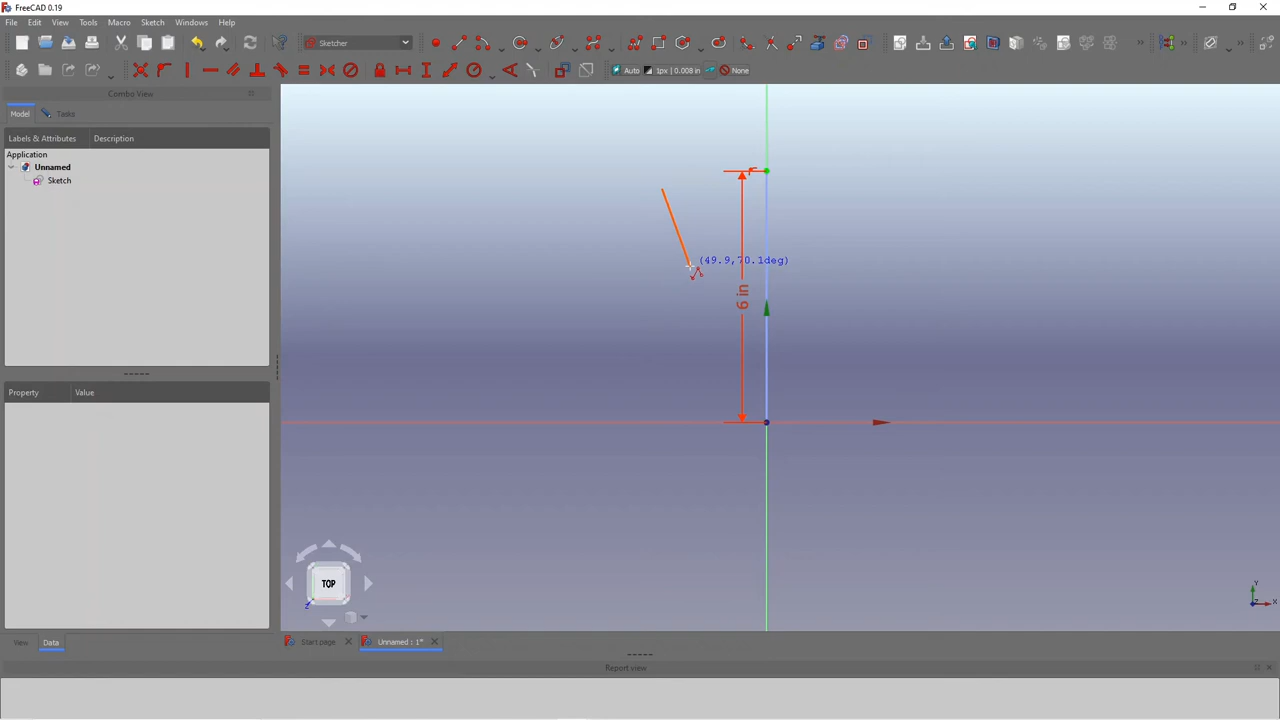 FreeCAD 0.19
File Edit View Tools Macro Sketch Windows Help
Sketcher
Auto 1px | 0.008 in None
Combo View
Model Tasks
Labels & Attributes Description
Application
Unnamed
Sketch
(49.9,70.1deg)
6 in
Property Value
TOP
Z
Y
Z X
View Data
Start page Unnamed : 1*
Report view